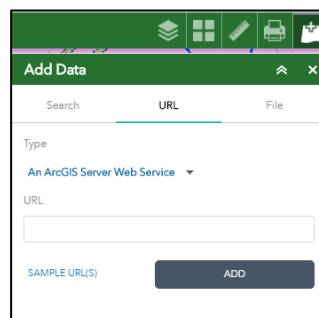 Add Data
Search URL File
Type
An ArcGIS Server Web Service
URL
SAMPLE URL(S) ADD